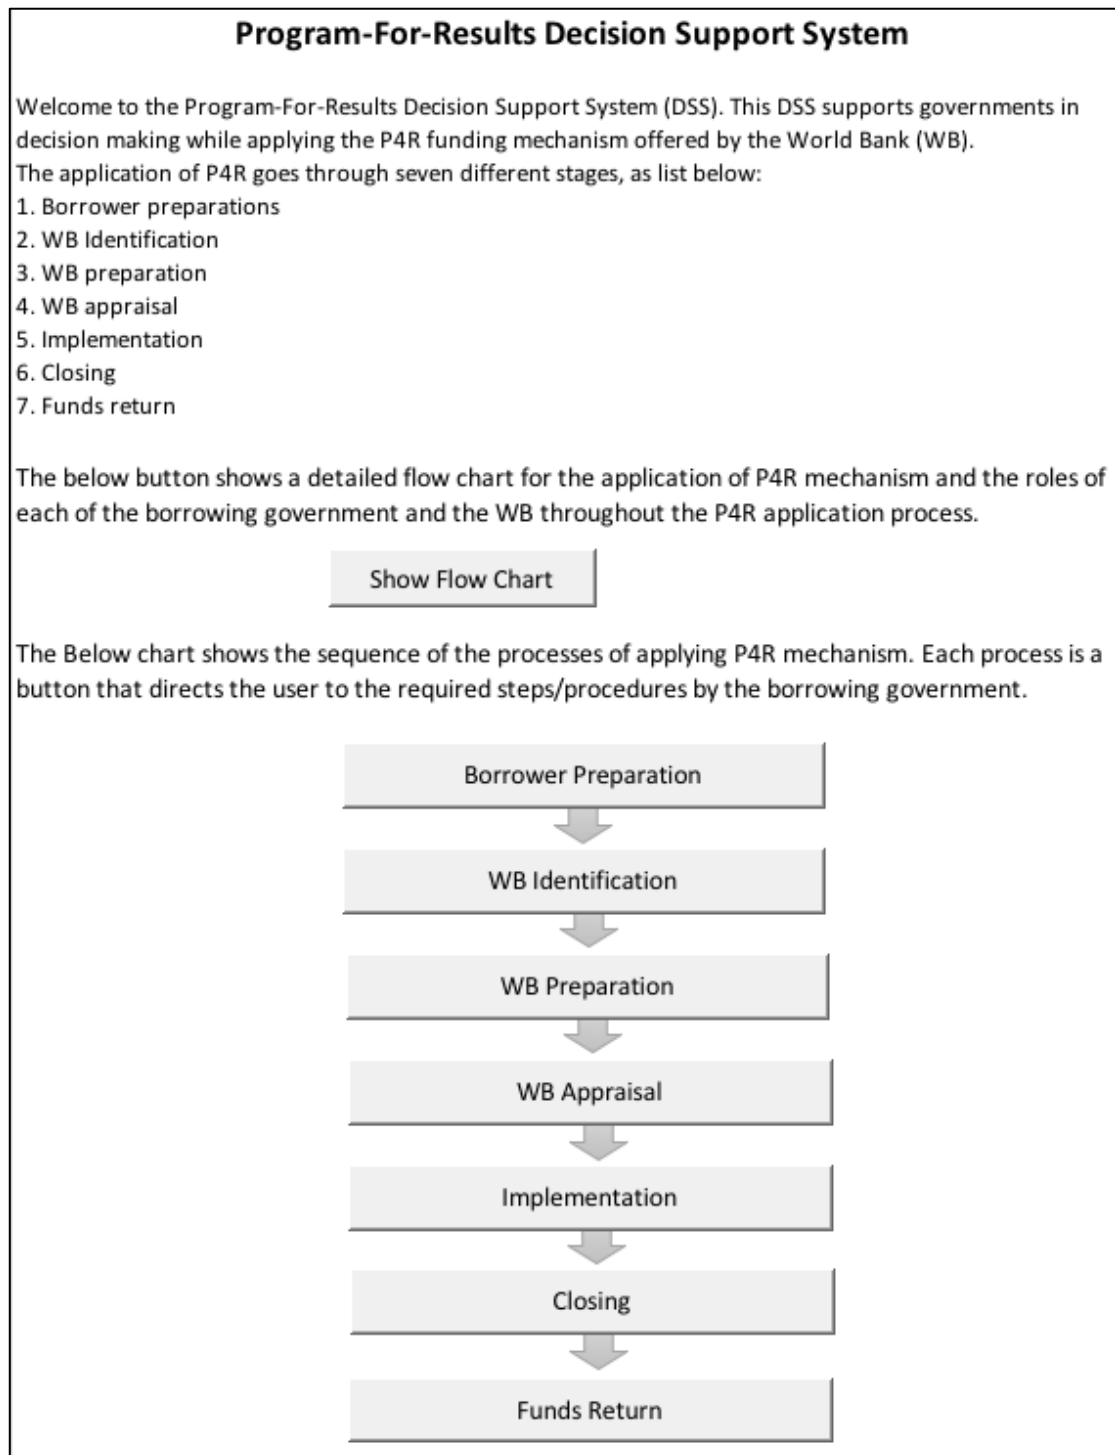 Program-For-Results Decision Support System
Welcome to the Program-For-Results Decision Support System (DSS). This DSS supports governments in
decision making while applying the P4R funding mechanism offered by the World Bank (WB).
The application of P4R goes through seven different stages, as list below:
1. Borrower preparations
2. WB Identification
3. WB preparation
4. WB appraisal
5. Implementation
6. Closing
7. Funds return
The below button shows a detailed flow chart for the application of P4R mechanism and the roles of
each of the borrowing government and the WB throughout the P4R application process.
Show Flow Chart
The Below chart shows the sequence of the processes of applying P4R mechanism. Each process is a
button that directs the user to the required steps/procedures by the borrowing government.
Borrower Preparation
WB Identification
WB Preparation
WB Appraisal
Implementation
Closing
Funds Return